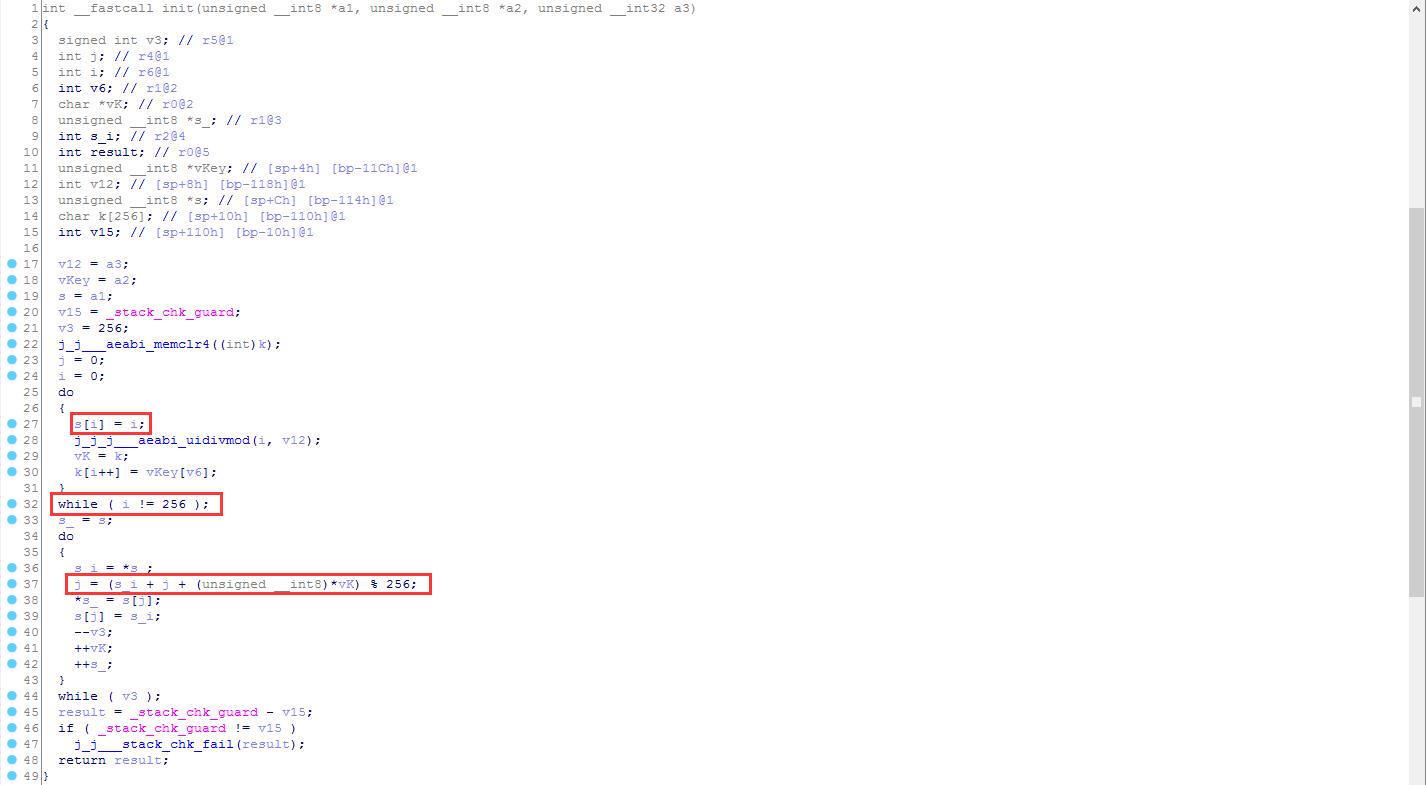 1 int __fastcall init(unsigned __int8 *a1, unsigned __int8 *a2, unsigned __int32 a3)
2 {
3 signed int v3; // r5@1
4 int j; // r4@1
5 int i; // r6@1
6 int v6; // r1@2
7 char *vK; // r0@2
8 unsigned __int8 *s_; // r1@3
9 int s_i; // r2@4
10 int result; // r0@5
11 unsigned __int8 *vKey; // [sp+4h] [bp-11Ch]@1
12 int v12; // [sp+8h] [bp-118h]@1
13 unsigned __int8 *s; // [sp+Ch] [bp-114h]@1
14 char k[256]; // [sp+10h] [bp-110h]@1
15 int v15; // [sp+110h] [bp-10h]@1
16
17 v12 = a3;
18 vKey = a2;
19 s = a1;
20 v15 = _stack_chk_guard;
21 v3 = 256;
22 j_j___aeabi_memclr4((int)k);
23 j = 0;
24 i = 0;
25 do
26 {
27 s[i] = i;
28 j_j_j___aeabi_uidivmod(i, v12);
29 vK = k;
30 k[i++] = vKey[v6];
31 }
32 while ( i != 256 );
33 s_ = s;
34 do
35 {
36 s_i = *s_;
37 j = (s_i + j + (unsigned __int8)*vK) % 256;
38 *s_ = s[j];
39 s[j] = s_i;
40 --v3;
41 ++vK;
42 ++s_;
43 }
44 while ( v3 );
45 result = _stack_chk_guard - v15;
46 if ( _stack_chk_guard != v15 )
47 j_j___stack_chk_fail(result);
48 return result;
49 }